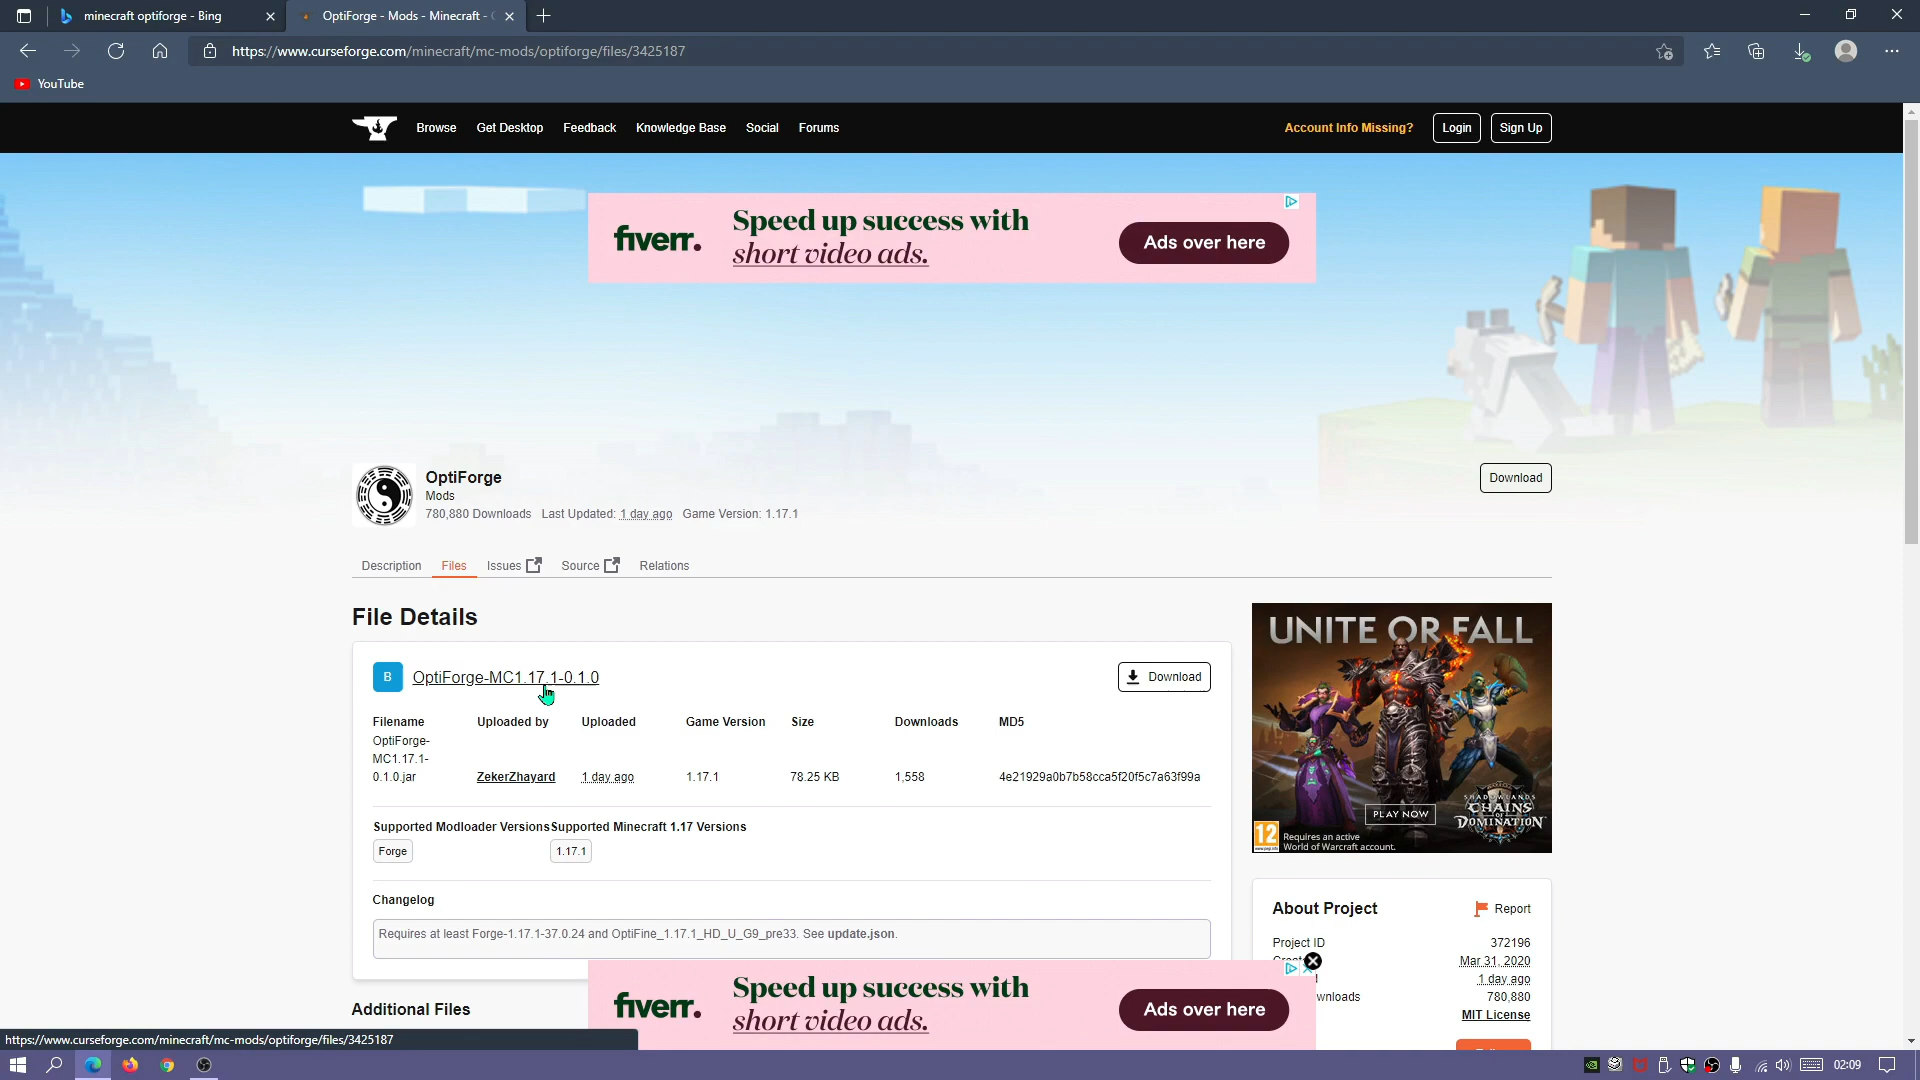 minecraft optiforge - Bing
OptiForge - Mods - Minecraft -
https://www.curseforge.com/minecraft/mc-mods/optiforge/files/3425187
YouTube
Browse Get Desktop Feedback Knowledge Base Social Forums
Account Info Missing? Login Sign Up
fiverr.
Speed up success with
short video ads.
Ads over here
OptiForge
Mods
780,880 Downloads Last Updated: 1 day ago Game Version: 1.17.1
Download
Description Files Issues Source Relations
File Details
B OptiForge-MC1.17.1-0.1.0
Download
Filename Uploaded by Uploaded Game Version Size Downloads MD5
OptiForge-
MC1.17.1-
0.1.0.jar ZekerZhayard 1 day ago 1.17.1 78.25 KB 1,558 4e21929a0b7b58cca5f20f5c7a63f99a
Supported Modloader Versions Supported Minecraft 1.17 Versions
Forge 1.17.1
Changelog
Requires at least Forge-1.17.1-37.0.24 and OptiFine_1.17.1_HD_U_G9_pre33. See update.json.
Additional Files
UNITE OR FALL
PLAY NOW
SHADOWLANDS
CHAINS
OF
DOMINATION
12
Requires an active
World of Warcraft account.
About Project
Report
Project ID 372196
Mar 31, 2020
1 day ago
wnloads 780,880
MIT License
fiverr.
Speed up success with
short video ads.
Ads over here
https://www.curseforge.com/minecraft/mc-mods/optiforge/files/3425187
02:09